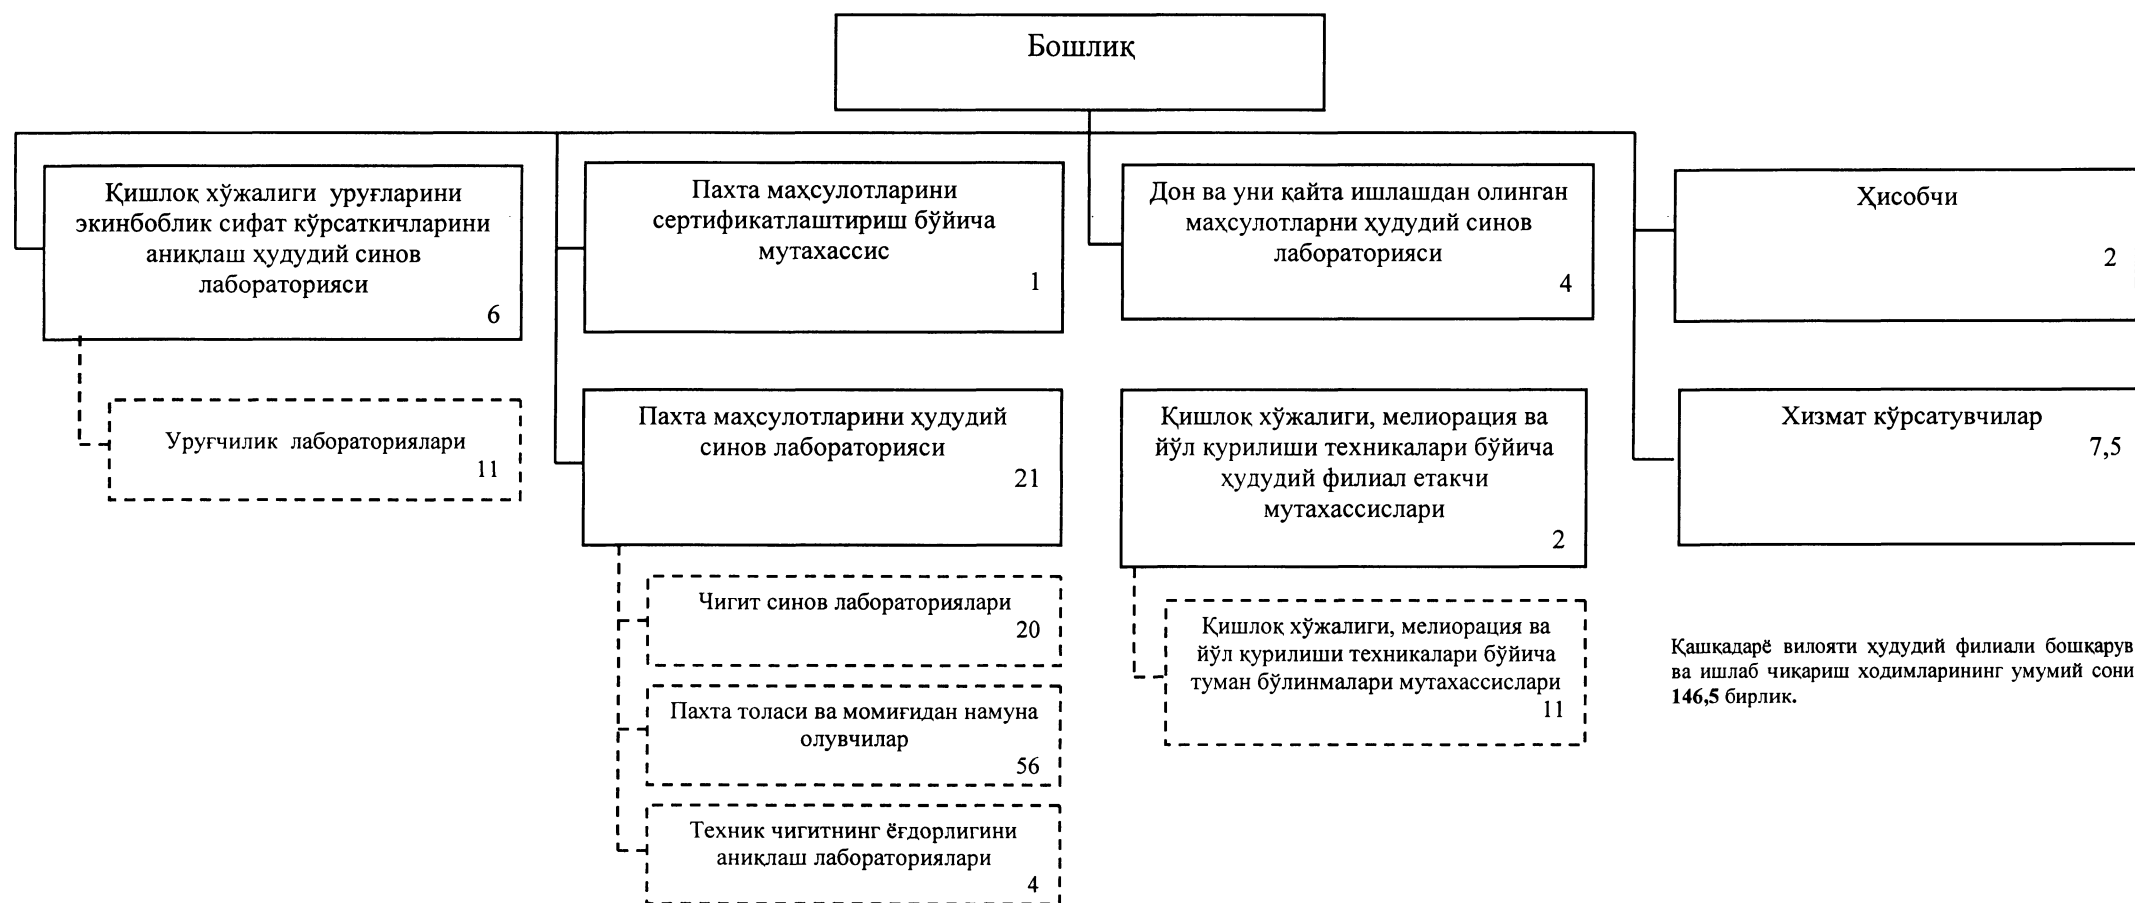 Бошлиқ
Қишлоқ хўжалиги уруғларини
экинбоблик сифат кўрсаткичларини
аниқлаш ҳудудий синов
лабораторияси
6
Уруғчилик лабораториялари
11
Пахта маҳсулотларини
сертификатлаштириш бўйича
мутахассис
1
Пахта маҳсулотларини ҳудудий
синов лабораторияси
21
Чигит синов лабораториялари
20
Пахта толаси ва момиғидан намуна
олувчилар
56
Техник чигитнинг ёғдорлигини
аниқлаш лабораториялари
4
Дон ва уни қайта ишлашдан олинган
маҳсулотларни ҳудудий синов
лабораторияси
4
Қишлоқ хўжалиги, мелиорация ва
йўл қурилиши техникалари бўйича
ҳудудий филиал етакчи
мутахассислари
2
Қишлоқ хўжалиги, мелиорация ва
йўл қурилиши техникалари бўйича
туман бўлинмалари мутахассислари
11
Ҳисобчи
2
Хизмат кўрсатувчилар
7,5
Қашқадарё вилояти ҳудудий филиали бошқарув
ва ишлаб чиқариш ходимларининг умумий сони
146,5 бирлик.